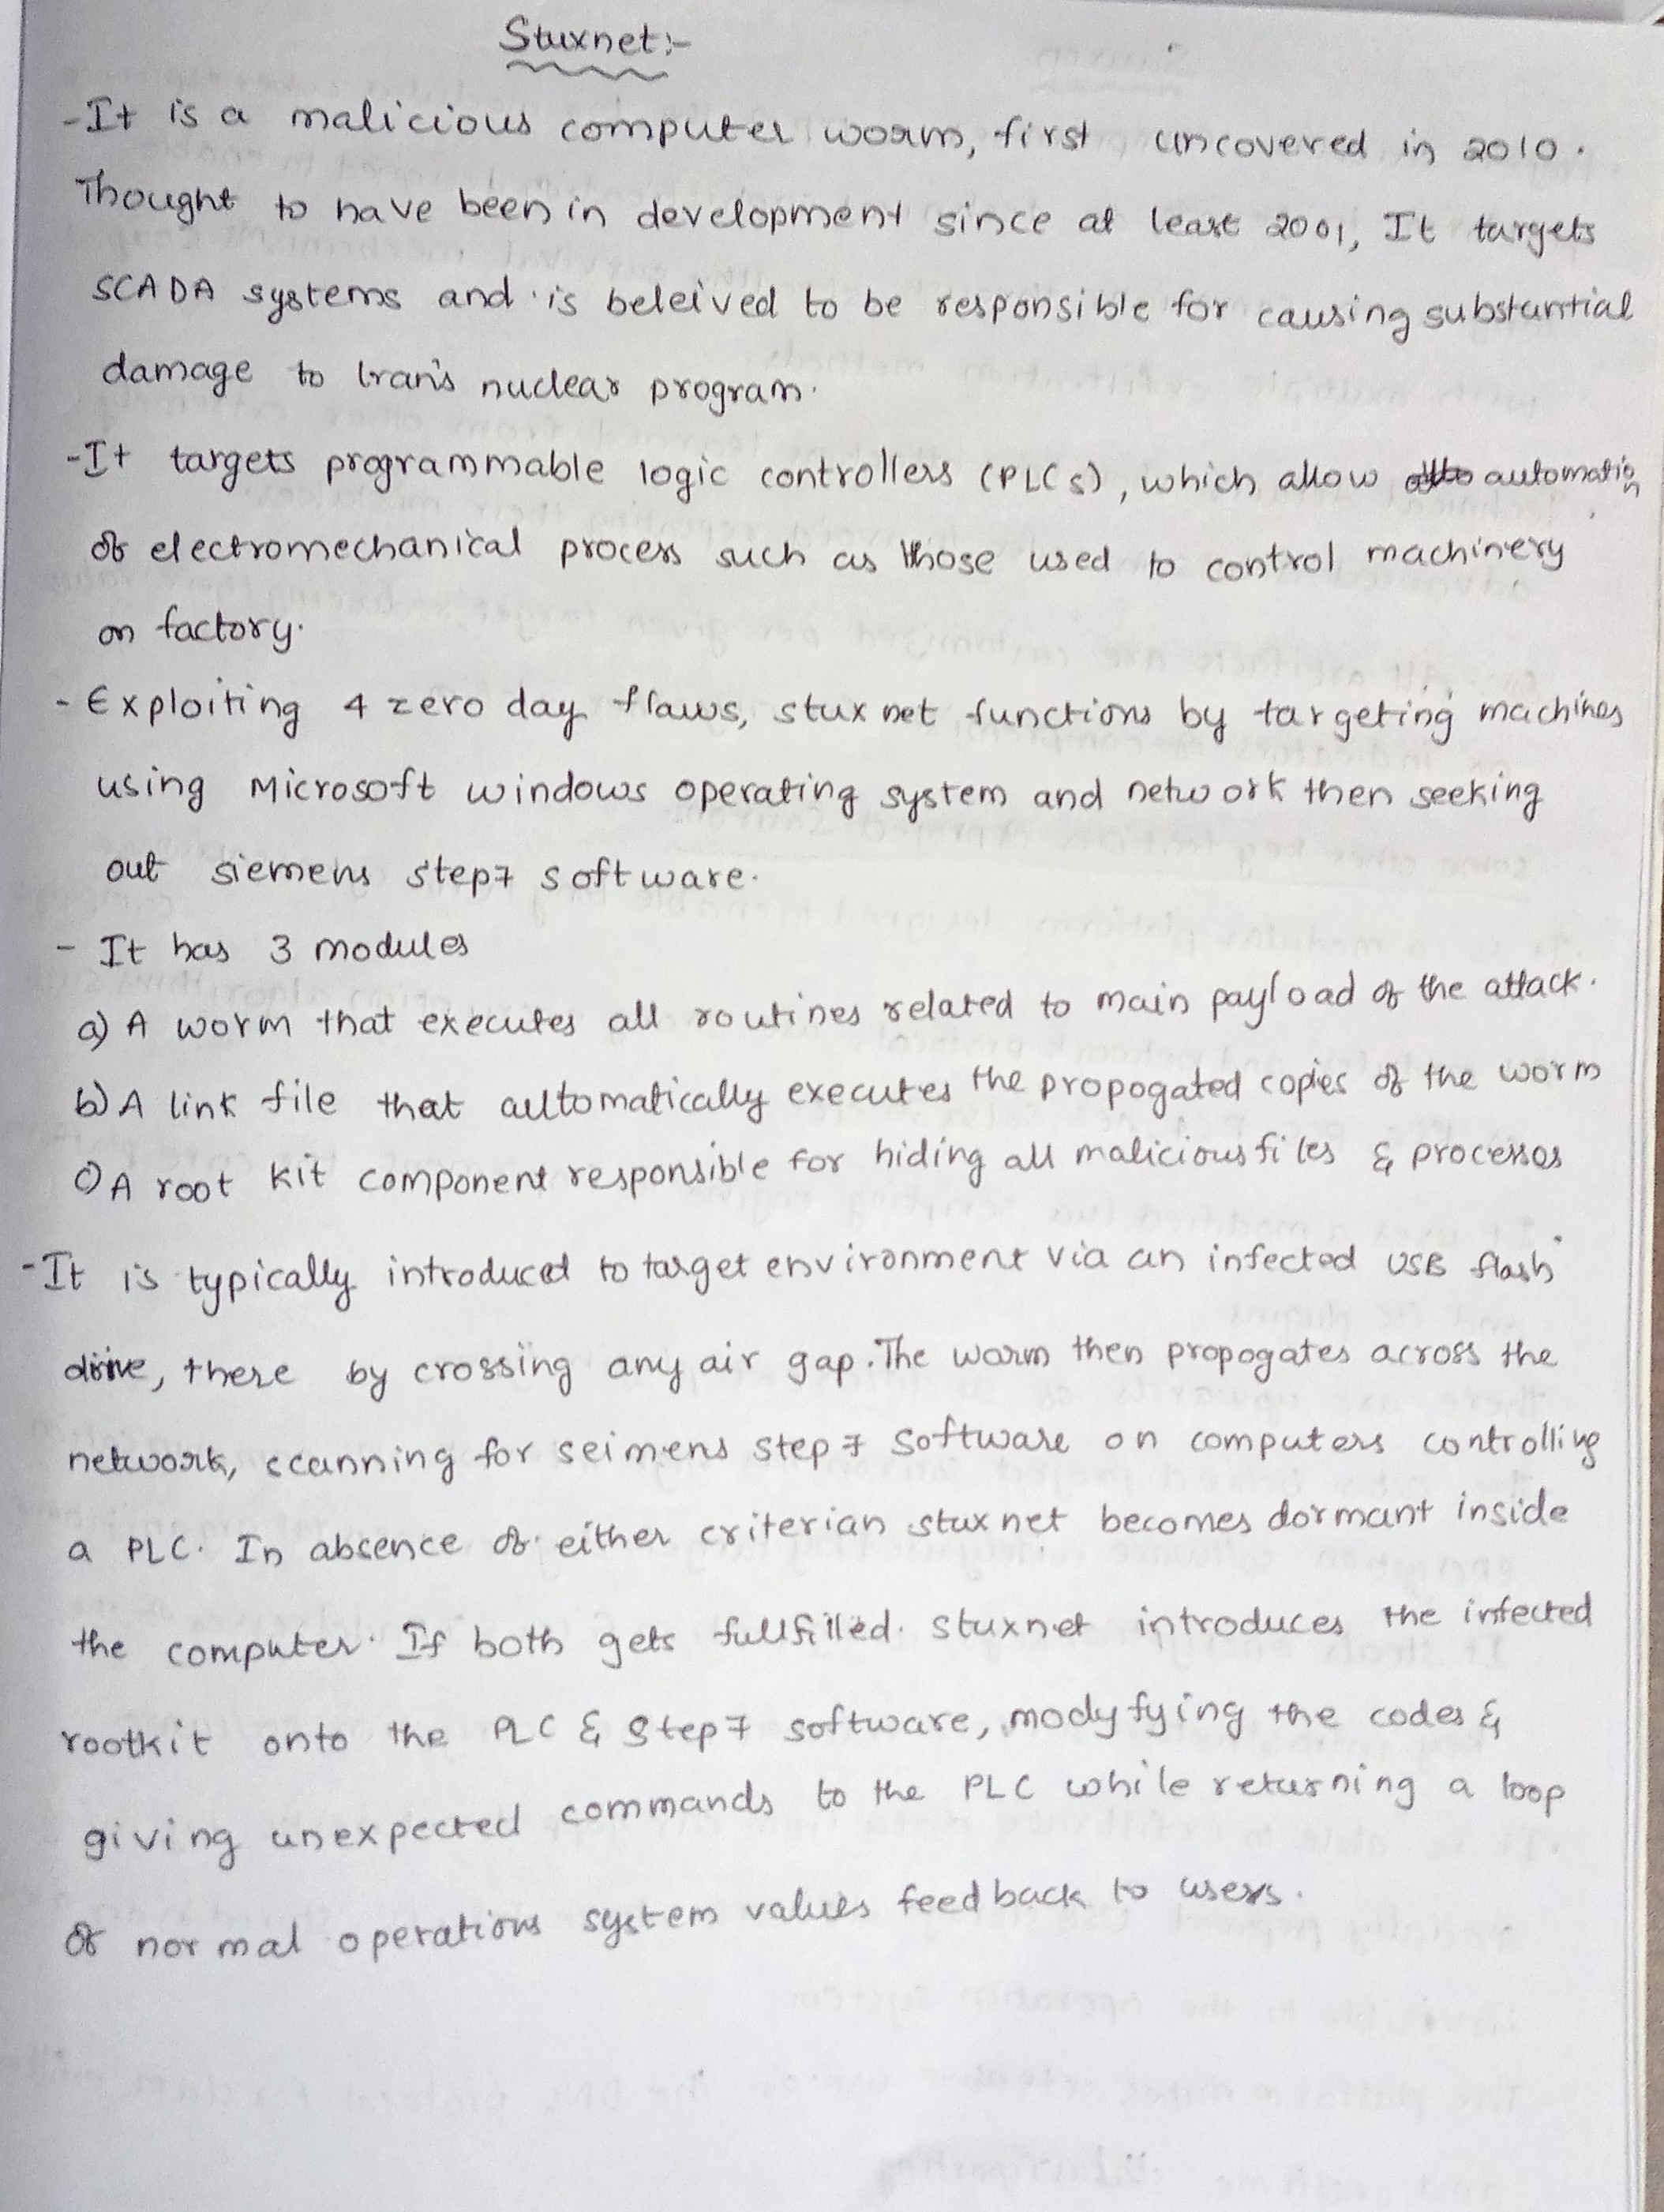 Stuxnet:-
-It is a malicious computer worm, first uncovered in 2010.
Thought to have been in development since at least 2001, It targets
SCADA systems and is beleived to be responsible for causing substantial
damage to Iran's nuclear program.
-It targets programmable logic controllers (PLCs), which allow automation
of electromechanical process such as those used to control machinery
on factory.
- Exploiting 4 zero day flaws, stuxnet functions by targeting machines
using Microsoft windows operating system and network then seeking
out siemens step7 software.
- It has 3 modules
a) A worm that executes all routines related to main payload of the attack.
b) A link file that automatically executes the propogated copies of the worm
c) A root kit component responsible for hiding all malicious files & processes
-It is typically introduced to target environment via an infected USB flash
drive, there by crossing any air gap. The worm then propogates across the
network, scanning for seimens step 7 software on computers controlling
a PLC. In absence of either criterian stuxnet becomes dormant inside
the computer. If both gets fullfilled. stuxnet introduces the infected
rootkit onto the PLC & step7 software, modyfying the codes &
giving unexpected commands to the PLC while returning a loop
of normal operations system values feedback to users.